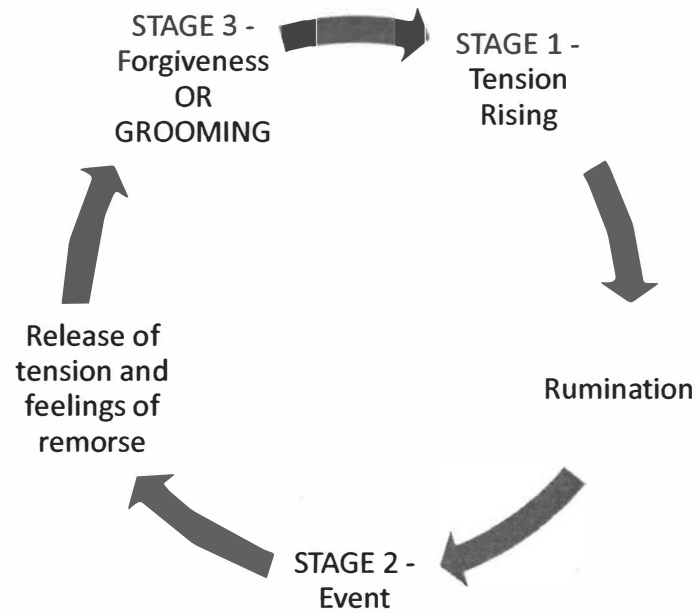 STAGE 3 -
Forgiveness
OR
GROOMING
STAGE 1 -
Tension
Rising
Rumination
STAGE 2 -
Event
Release of
tension and
feelings of
remorse